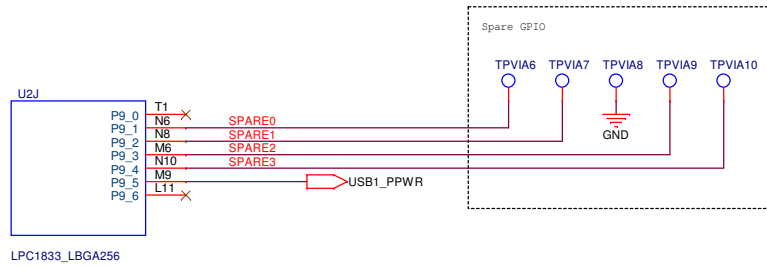 Spare GPIO
TPVIA6 TPVIA7 TPVIA8 TPVIA9 TPVIA10
U2J
P9_0 T1
P9_1 N6 SPARE0
P9_2 N8 SPARE1
P9_3 M6 SPARE2
P9_4 N10 SPARE3
P9_5 M9 USB1_PPWR
P9_6 L11
GND
LPC1833_LBGA256